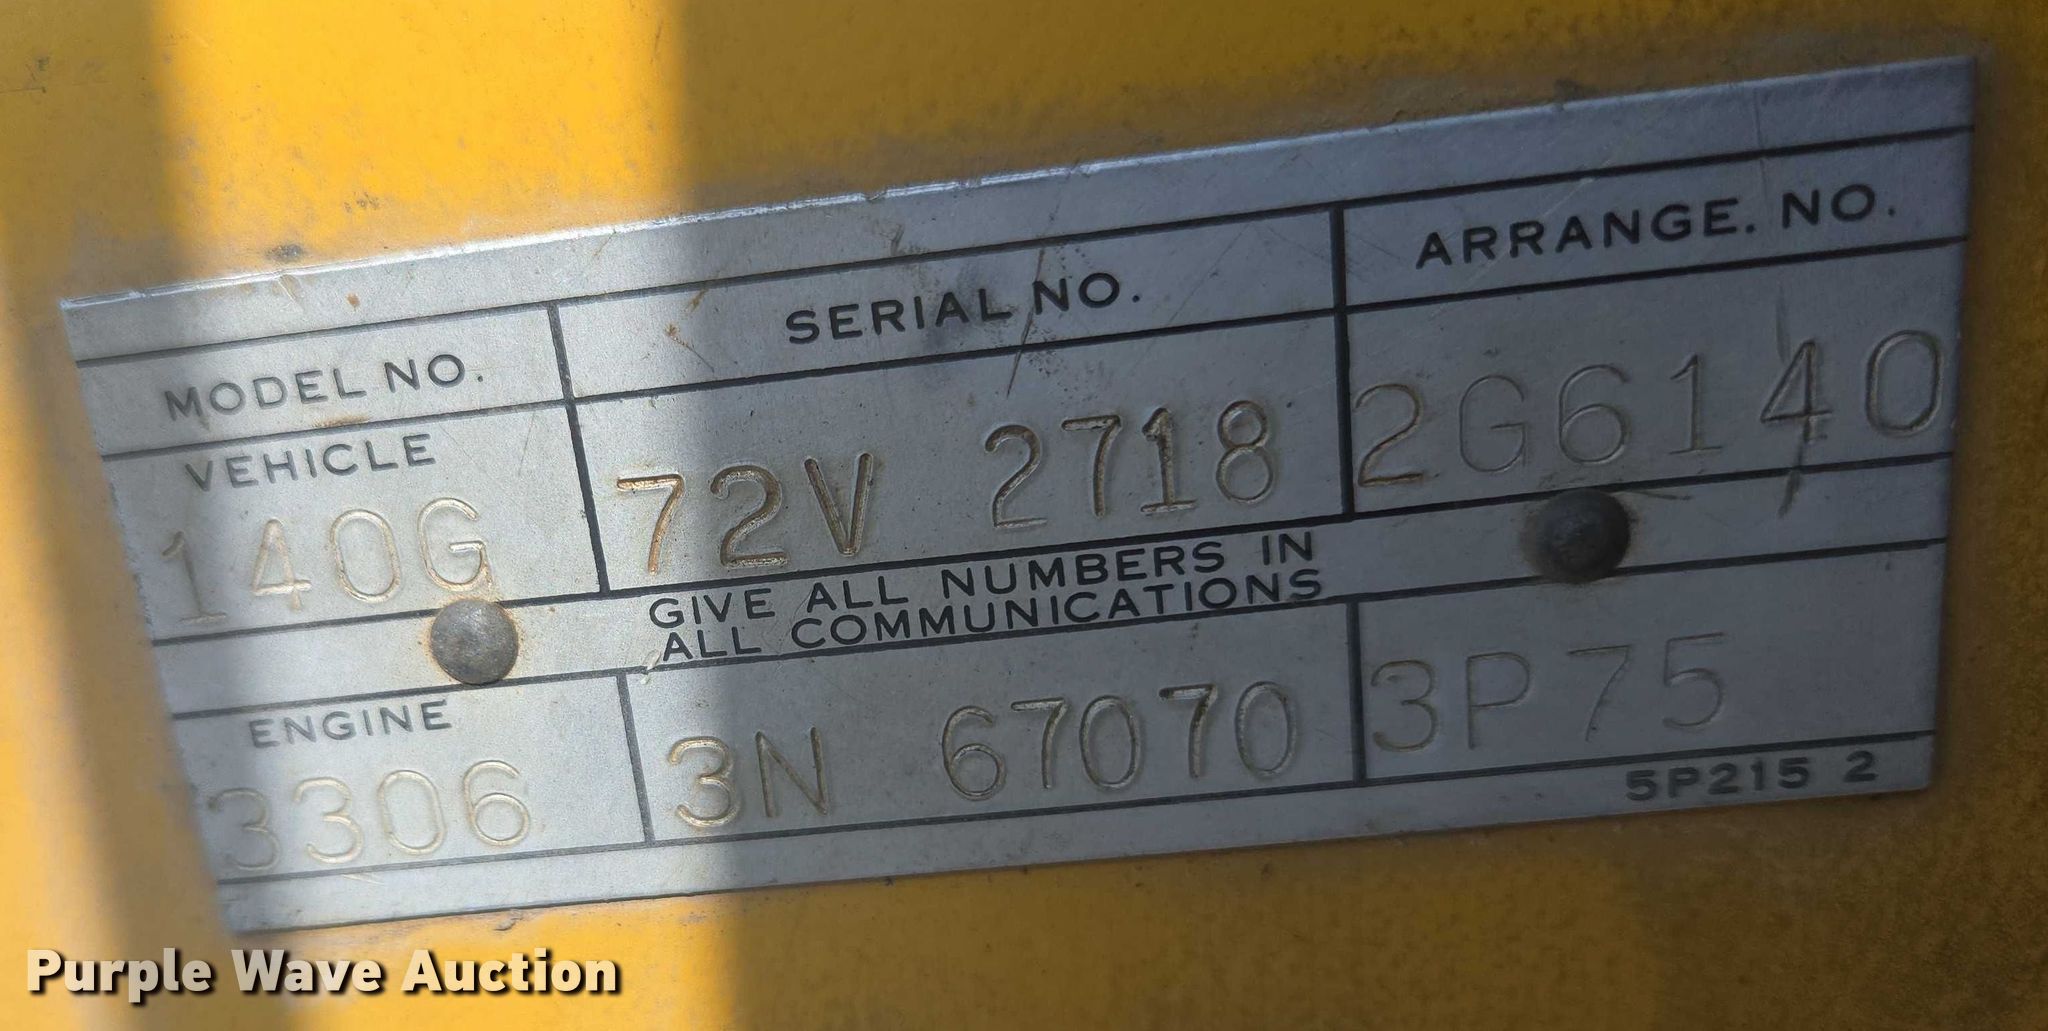 MODEL NO. SERIAL NO. ARRANGE. NO.
VEHICLE
140G 72V 2718 2G6140
GIVE ALL NUMBERS IN
ALL COMMUNICATIONS
ENGINE
3306 3N 67070 3P75
5P215 2
Purple Wave Auction